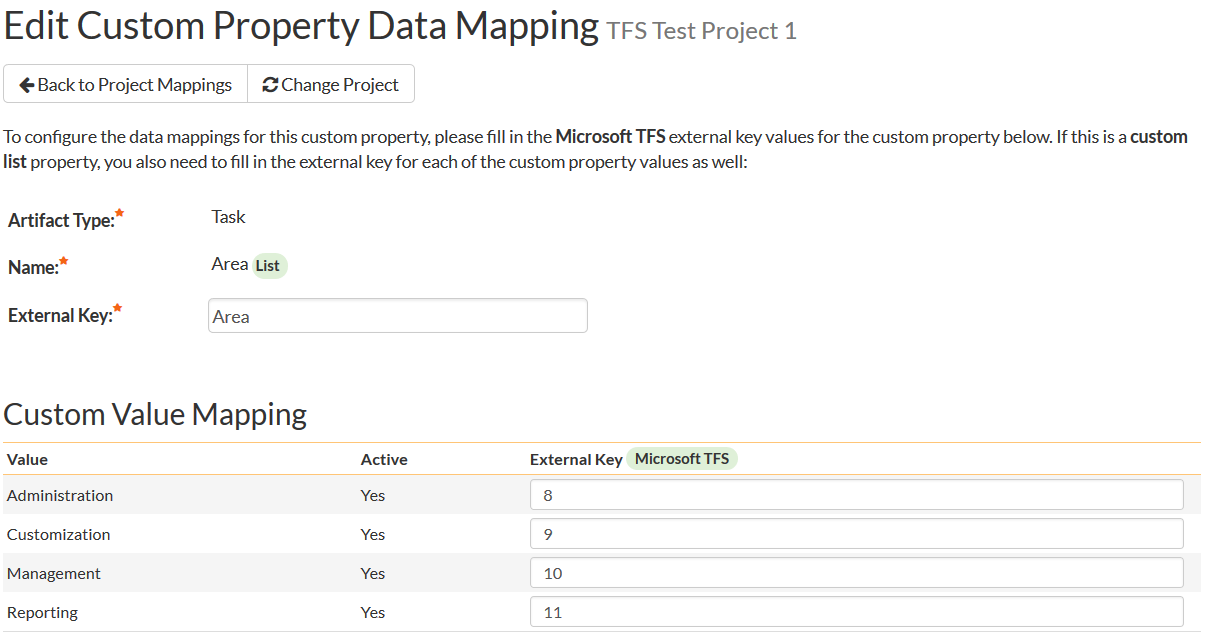 Edit Custom Property Data Mapping TFS Test Project 1
Back to Project Mappings Change Project
To configure the data mappings for this custom property, please fill in the Microsoft TFS external key values for the custom property below. If this is a custom
list property, you also need to fill in the external key for each of the custom property values as well:
Artifact Type:* Task
Name:* Area List
External Key:* Area
Custom Value Mapping
Value Active External Key Microsoft TFS
Administration Yes 8
Customization Yes 9
Management Yes 10
Reporting Yes 11